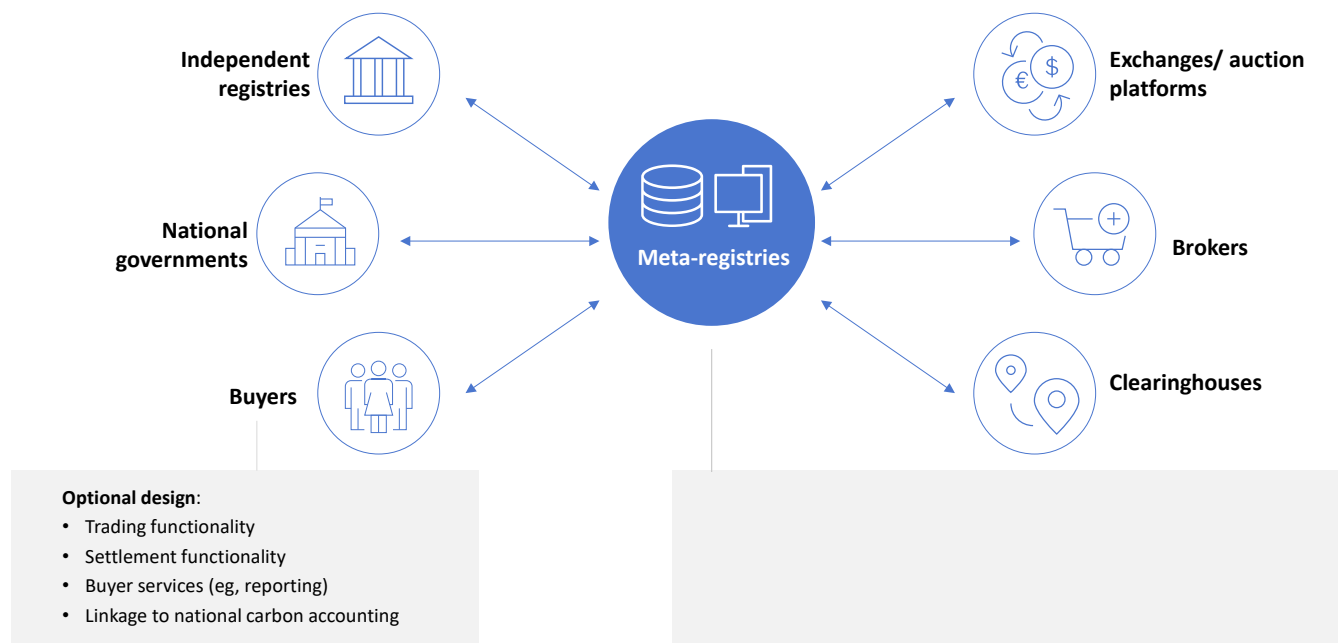 Independent
registries
Exchanges/ auction
platforms
€
$
National
governments
Meta-registries
Brokers
Buyers
Clearinghouses
Optional design:
• Trading functionality
• Settlement functionality
• Buyer services (eg, reporting)
• Linkage to national carbon accounting